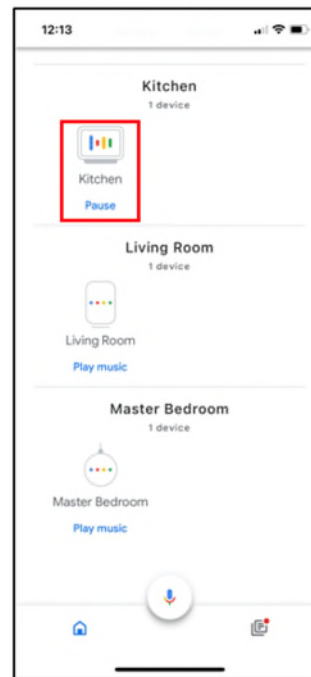 12:13
Kitchen
1 device
Kitchen
Pause
Living Room
1 device
Living Room
Play music
Master Bedroom
1 device
Master Bedroom
Play music